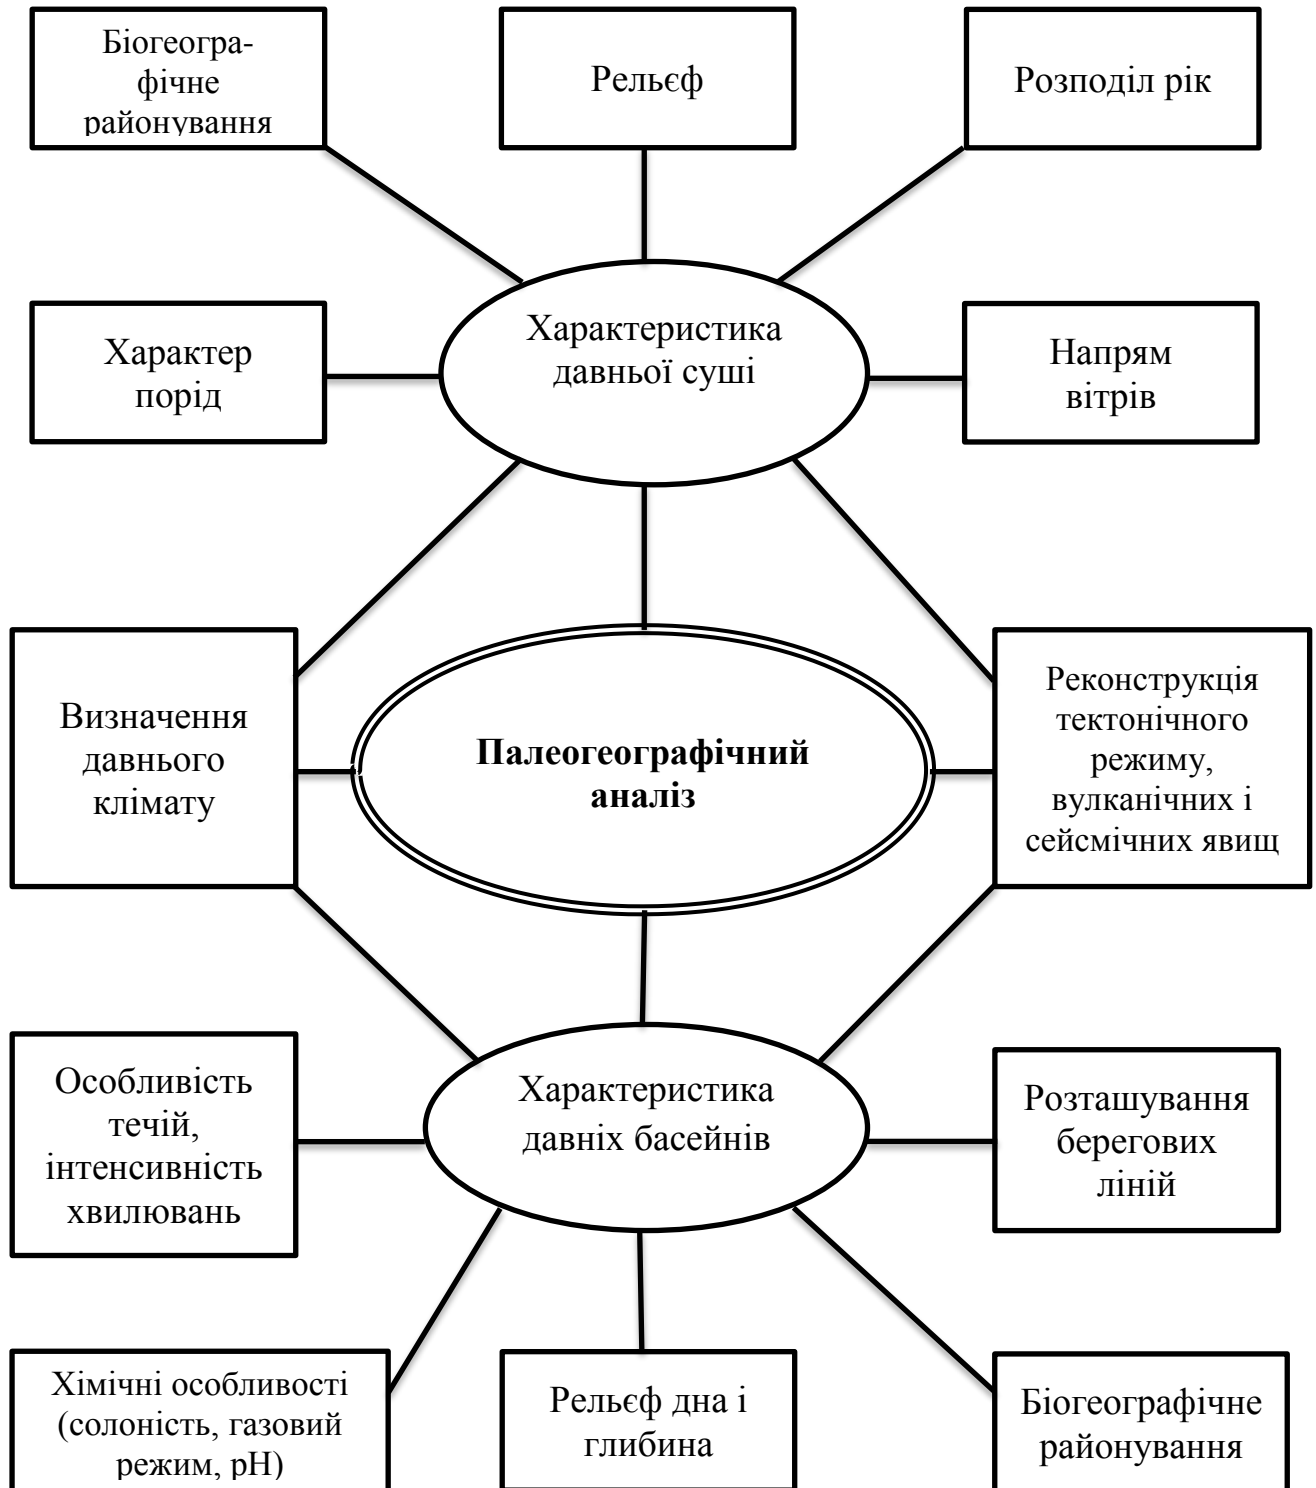 Біогеогра-
фічне
районування
Рельєф
Розподіл рік
Характеристика
давньої суші
Характер
порід
Напрям
вітрів
Визначення
давнього
клімату
Палеогеографічний
аналіз
Реконструкція
тектонічного
режиму,
вулканічних і
сейсмічних явищ
Особливість
течій,
інтенсивність
хвилювань
Характеристика
давніх басейнів
Розташування
берегових
ліній
Хімічні особливості
(солоність, газовий
режим, рН)
Рельєф дна і
глибина
Біогеографічне
районування